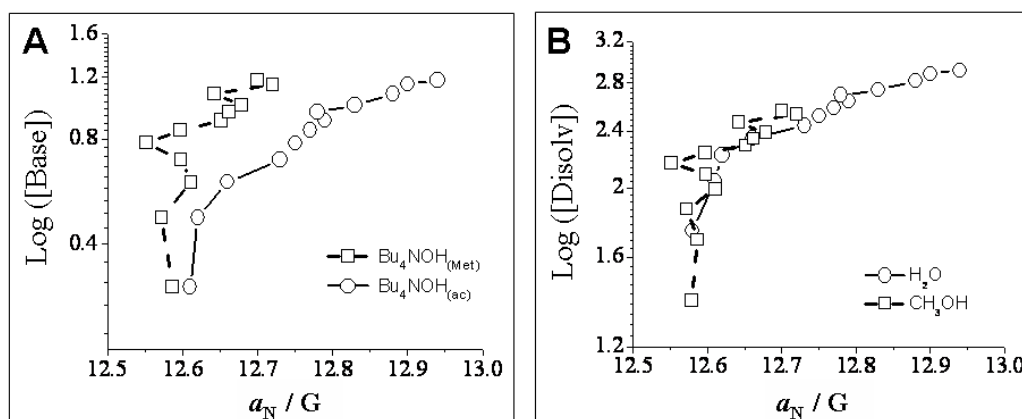 A
Log ([Base])
1.6
1.2
0.8
0.4
Bu₄NOH(Met)
Bu₄NOH(ac)
12.5 12.6 12.7 12.8 12.9 13.0
aN / G
B
Log ([Disolv])
3.2
2.8
2.4
2
1.6
1.2
H₂O
CH₃OH
12.5 12.6 12.7 12.8 12.9 13.0
aN / G